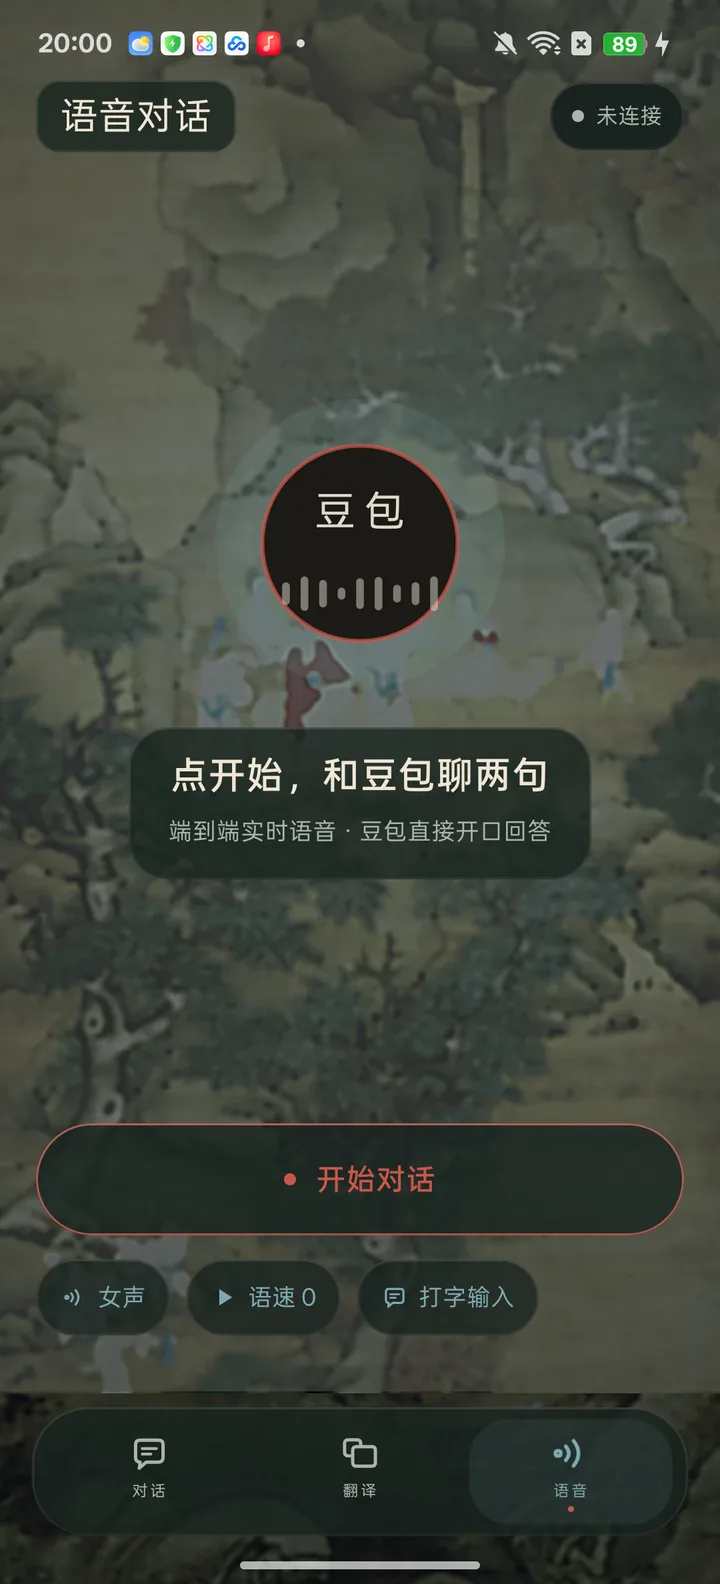 20:00
89
语音对话
未连接
豆包
点开始，和豆包聊两句
端到端实时语音 · 豆包直接开口回答
开始对话
女声
语速 0
打字输入
对话
翻译
语音